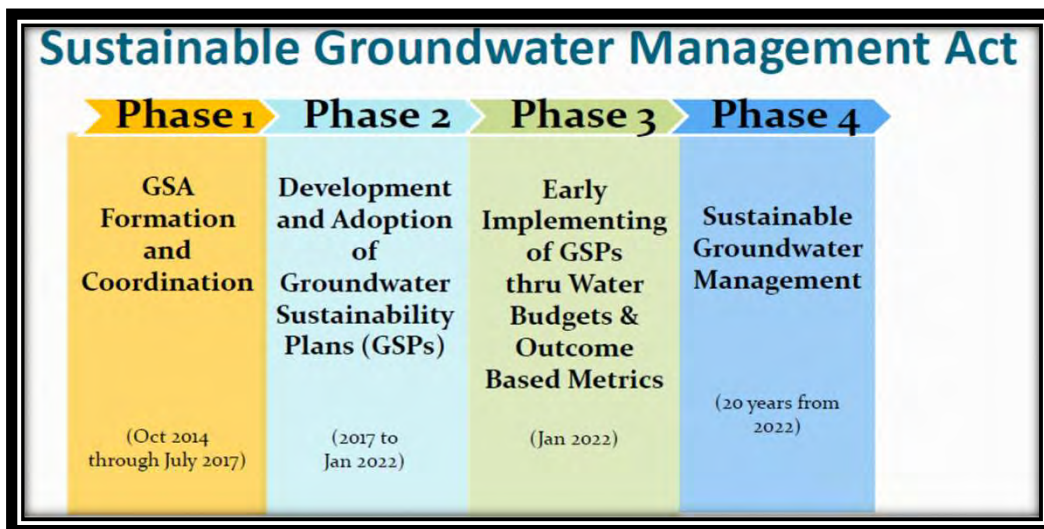 Sustainable Groundwater Management Act
Phase 1
Phase 2
Phase 3
Phase 4
GSA
Formation
and
Coordination
(Oct 2014
through July 2017)
Development
and Adoption
of
Groundwater
Sustainability
Plans (GSPs)
(2017 to
Jan 2022)
Early
Implementing
of GSPs
thru Water
Budgets &
Outcome
Based Metrics
(Jan 2022)
Sustainable
Groundwater
Management
(20 years from
2022)